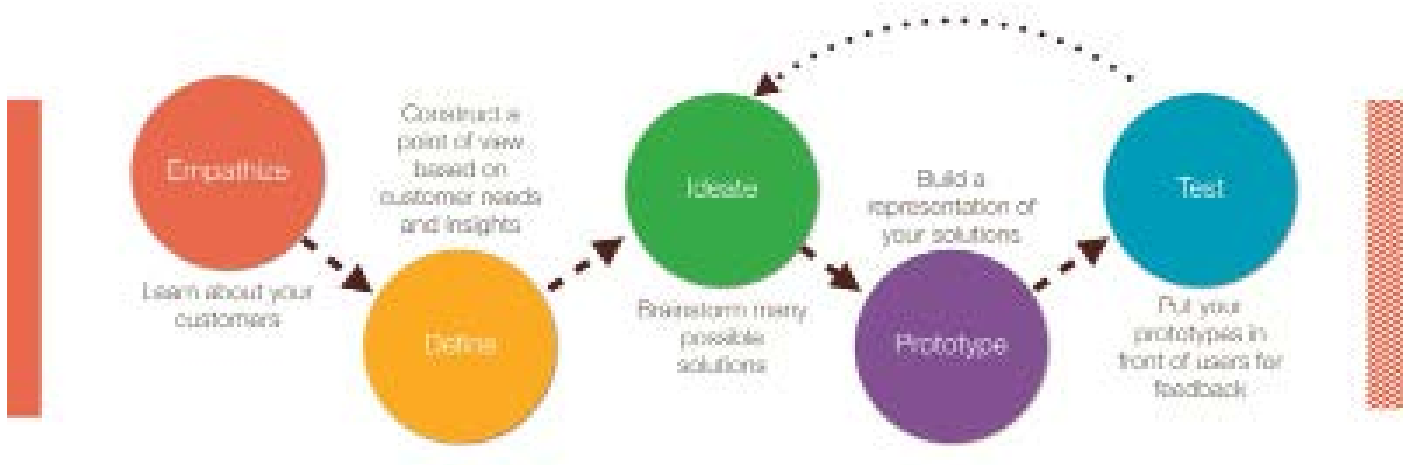 Empathize
Learn about your
customers
Construct a
point of view
based on
customer needs
and insights
Define
Ideate
Brainstorm many
possible
solutions
Build a
representation of
your solutions
Prototype
Test
Put your
prototypes in
front of users for
feedback